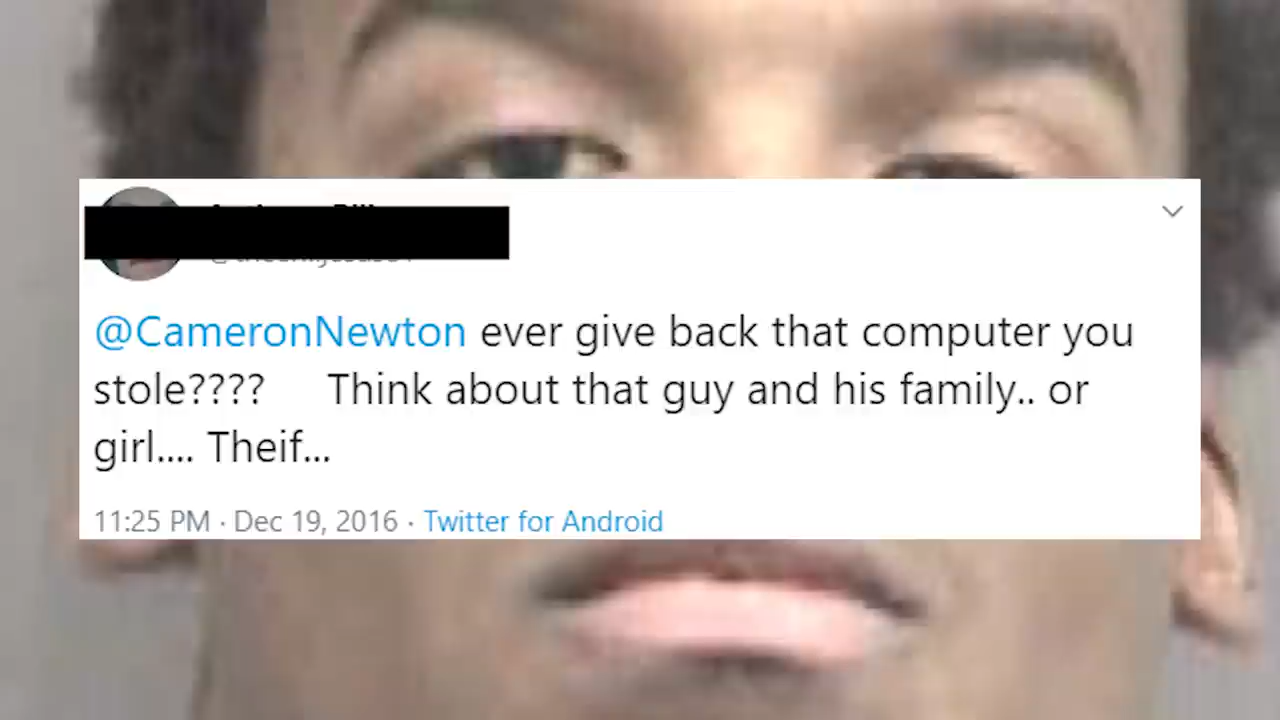 @CameronNewton ever give back that computer you
stole???? Think about that guy and his family.. or
girl.... Theif...
11:25 PM · Dec 19, 2016 · Twitter for Android